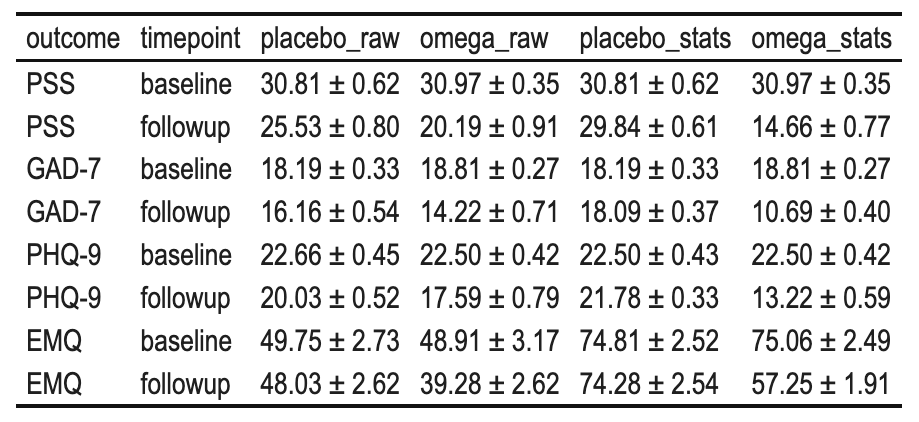 outcome timepoint placebo_raw omega_raw placebo_stats omega_stats
PSS baseline 30.81 ± 0.62 30.97 ± 0.35 30.81 ± 0.62 30.97 ± 0.35
PSS followup 25.53 ± 0.80 20.19 ± 0.91 29.84 ± 0.61 14.66 ± 0.77
GAD-7 baseline 18.19 ± 0.33 18.81 ± 0.27 18.19 ± 0.33 18.81 ± 0.27
GAD-7 followup 16.16 ± 0.54 14.22 ± 0.71 18.09 ± 0.37 10.69 ± 0.40
PHQ-9 baseline 22.66 ± 0.45 22.50 ± 0.42 22.50 ± 0.43 22.50 ± 0.42
PHQ-9 followup 20.03 ± 0.52 17.59 ± 0.79 21.78 ± 0.33 13.22 ± 0.59
EMQ baseline 49.75 ± 2.73 48.91 ± 3.17 74.81 ± 2.52 75.06 ± 2.49
EMQ followup 48.03 ± 2.62 39.28 ± 2.62 74.28 ± 2.54 57.25 ± 1.91